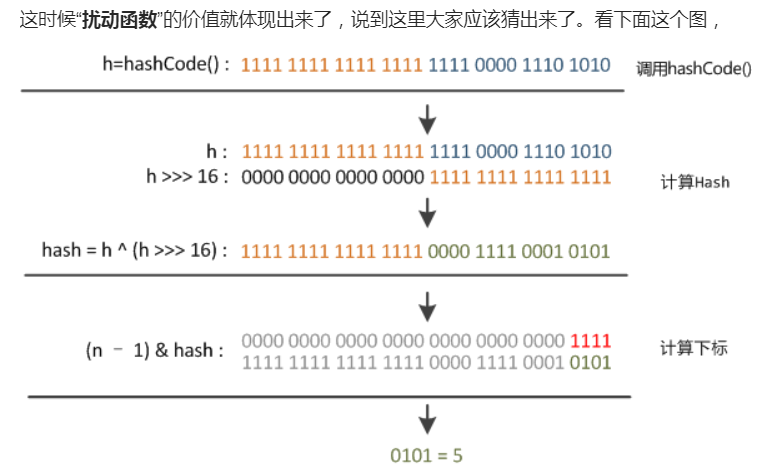 这时候“扰动函数”的价值就体现出来了，说到这里大家应该猜出来了。看下面这个图，
h=hashCode() : 1111 1111 1111 1111 1111 0000 1110 1010 调用hashCode()
h : 1111 1111 1111 1111 1111 0000 1110 1010
h >>> 16 : 0000 0000 0000 0000 1111 1111 1111 1111
计算Hash
hash = h ^ (h >>> 16) : 1111 1111 1111 1111 0000 1111 0001 0101
(n － 1) & hash : 0000 0000 0000 0000 0000 0000 0000 1111
1111 1111 1111 1111 0000 1111 0001 0101
计算下标
0101 = 5